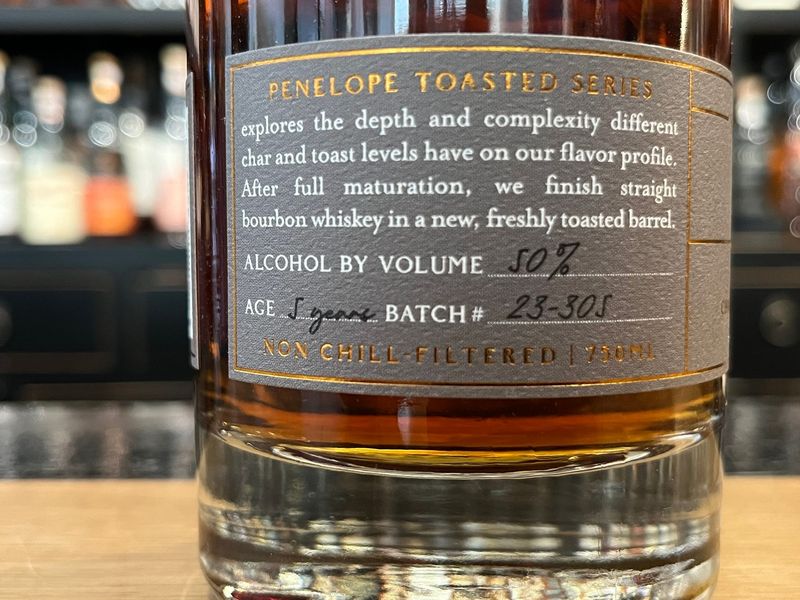 PENELOPE TOASTED SERIES
explores the depth and complexity different
char and toast levels have on our flavor profile.
After full maturation, we finish straight
bourbon whiskey in a new, freshly toasted barrel.
ALCOHOL BY VOLUME 50%
AGE 5 years BATCH # 23-305
NON CHILL-FILTERED | 750ML